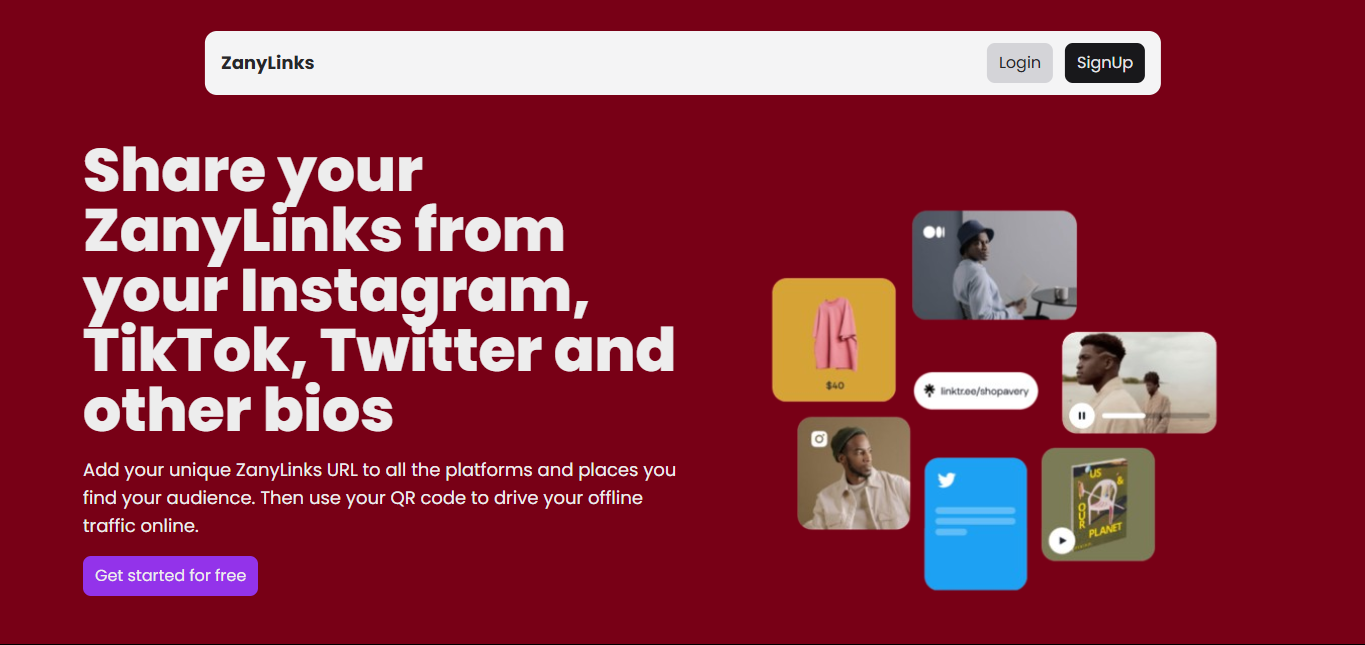 ZanyLinks
Login
SignUp
Share your
ZanyLinks from
your Instagram,
TikTok, Twitter and
other bios
Add your unique ZanyLinks URL to all the platforms and places you
find your audience. Then use your QR code to drive your offline
traffic online.
Get started for free
$40
linktr.ee/shopavery
US
&
OUR
PLANET